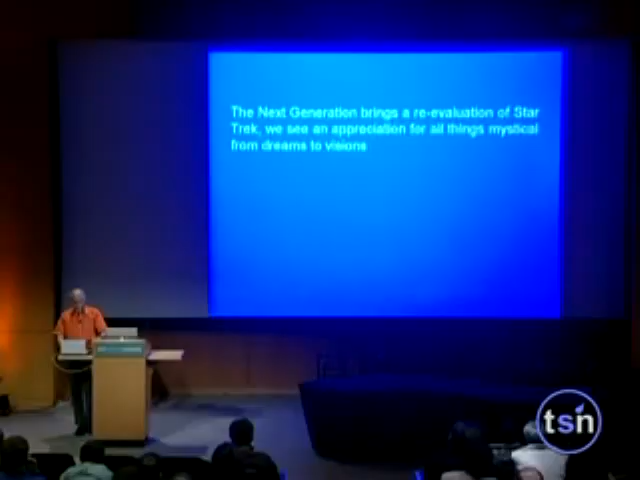 The Next Generation brings a re-evaluation of Star
Trek, we see an appreciation for all things mystical
from dreams to visions
tsn